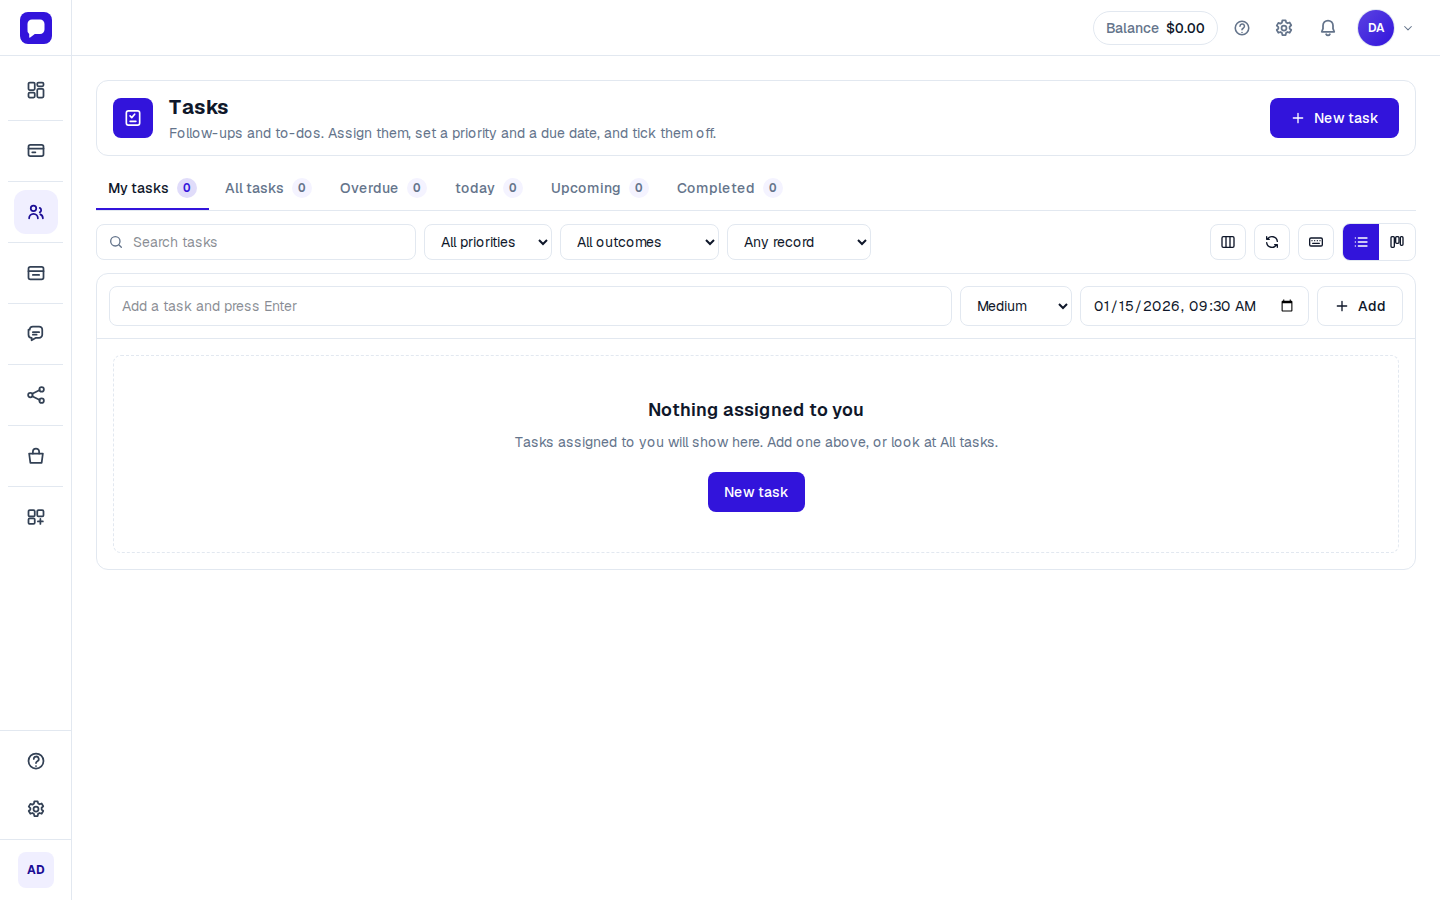 Balance $0.00
DA
Tasks
Follow-ups and to-dos. Assign them, set a priority and a due date, and tick them off.
New task
My tasks 0 All tasks 0 Overdue 0 today 0 Upcoming 0 Completed 0
Search tasks All priorities All outcomes Any record
Add a task and press Enter Medium 01/15/2026, 09:30 AM Add
Nothing assigned to you
Tasks assigned to you will show here. Add one above, or look at All tasks.
New task
AD